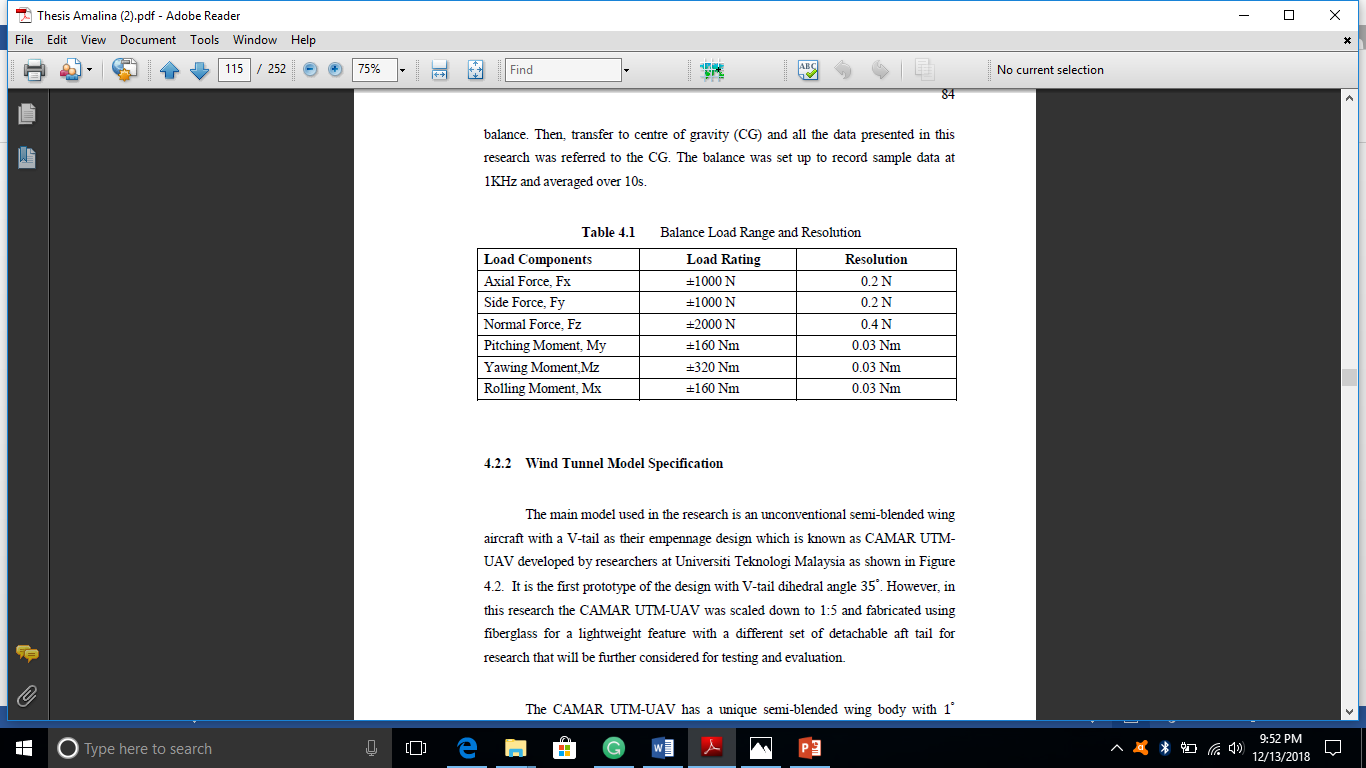 Thesis Amalina (2).pdf - Adobe Reader
File Edit View Document Tools Window Help
115 / 252 75% Find ABC No current selection
84
balance. Then, transfer to centre of gravity (CG) and all the data presented in this
research was referred to the CG. The balance was set up to record sample data at
1KHz and averaged over 10s.
Table 4.1 Balance Load Range and Resolution
Load Components Load Rating Resolution
Axial Force, Fx ±1000 N 0.2 N
Side Force, Fy ±1000 N 0.2 N
Normal Force, Fz ±2000 N 0.4 N
Pitching Moment, My ±160 Nm 0.03 Nm
Yawing Moment,Mz ±320 Nm 0.03 Nm
Rolling Moment, Mx ±160 Nm 0.03 Nm
4.2.2 Wind Tunnel Model Specification
The main model used in the research is an unconventional semi-blended wing
aircraft with a V-tail as their empennage design which is known as CAMAR UTM-
UAV developed by researchers at Universiti Teknologi Malaysia as shown in Figure
4.2. It is the first prototype of the design with V-tail dihedral angle 35°. However, in
this research the CAMAR UTM-UAV was scaled down to 1:5 and fabricated using
fiberglass for a lightweight feature with a different set of detachable aft tail for
research that will be further considered for testing and evaluation.
The CAMAR UTM-UAV has a unique semi-blended wing body with 1°
Type here to search
9:52 PM
12/13/2018